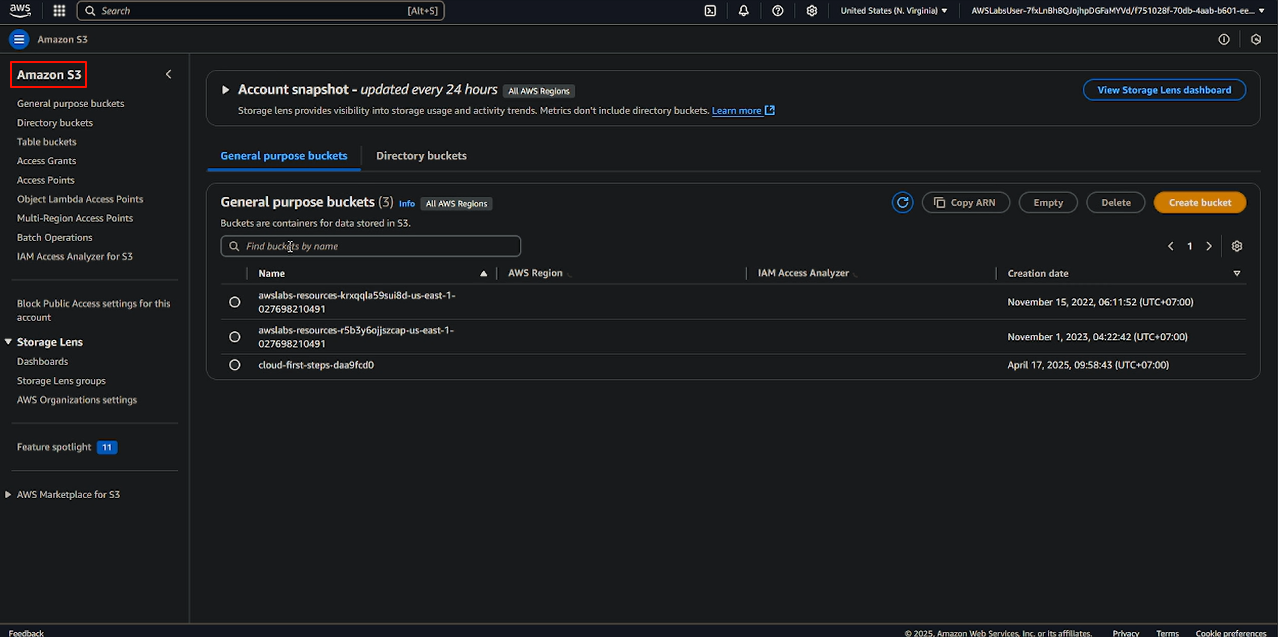 aws Search [Alt+S] United States (N. Virginia) AWSLabsUser-7fxLnBh8QJojhpDGFaMYVd/f751028f-70db-4aab-b601-ee...
Amazon S3
Amazon S3
General purpose buckets
Directory buckets
Table buckets
Access Grants
Access Points
Object Lambda Access Points
Multi-Region Access Points
Batch Operations
IAM Access Analyzer for S3
Block Public Access settings for this
account
Storage Lens
Dashboards
Storage Lens groups
AWS Organizations settings
Feature spotlight 11
AWS Marketplace for S3
Account snapshot - updated every 24 hours All AWS Regions
View Storage Lens dashboard
Storage lens provides visibility into storage usage and activity trends. Metrics don't include directory buckets. Learn more
General purpose buckets Directory buckets
General purpose buckets (3) Info All AWS Regions
Copy ARN Empty Delete Create bucket
Buckets are containers for data stored in S3.
Find buckets by name
1
Name AWS Region IAM Access Analyzer Creation date
awslabs-resources-krxqqla59sui8d-us-east-1-
027698210491
November 15, 2022, 06:11:52 (UTC+07:00)
awslabs-resources-r5b3y6ojjszcap-us-east-1-
027698210491
November 1, 2023, 04:22:42 (UTC+07:00)
cloud-first-steps-daa9fcd0 April 17, 2025, 09:58:43 (UTC+07:00)
Feedback © 2025, Amazon Web Services, Inc. or its affiliates. Privacy Terms Cookie preferences